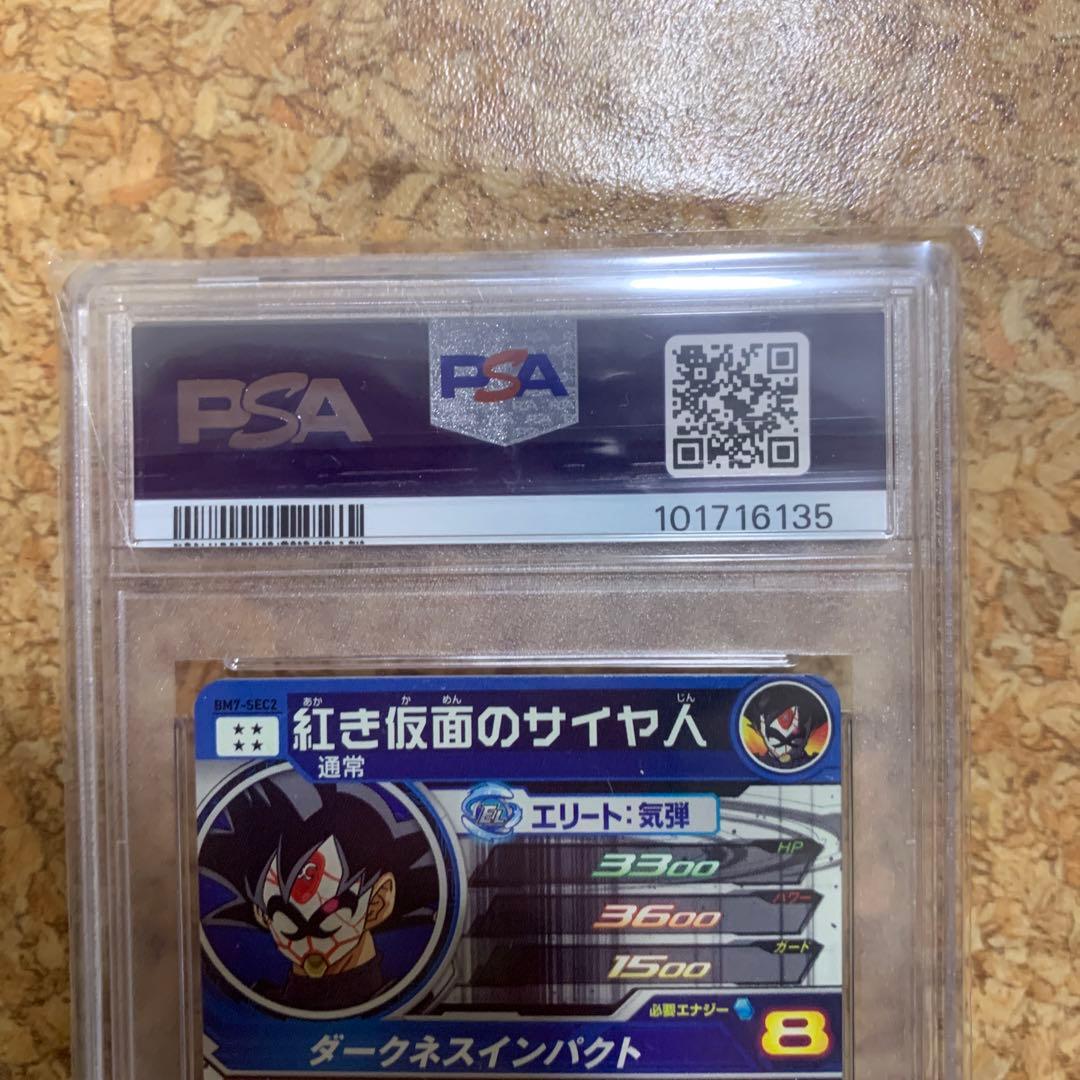 PSA
PSA
101716135
BM7-SEC2
紅き仮面のサイヤ人
あか
か
めん
じん
通常
エリート:気弾
HP
3300
パワー
3600
ガード
1500
必要エナジー
8
ダークネスインパクト